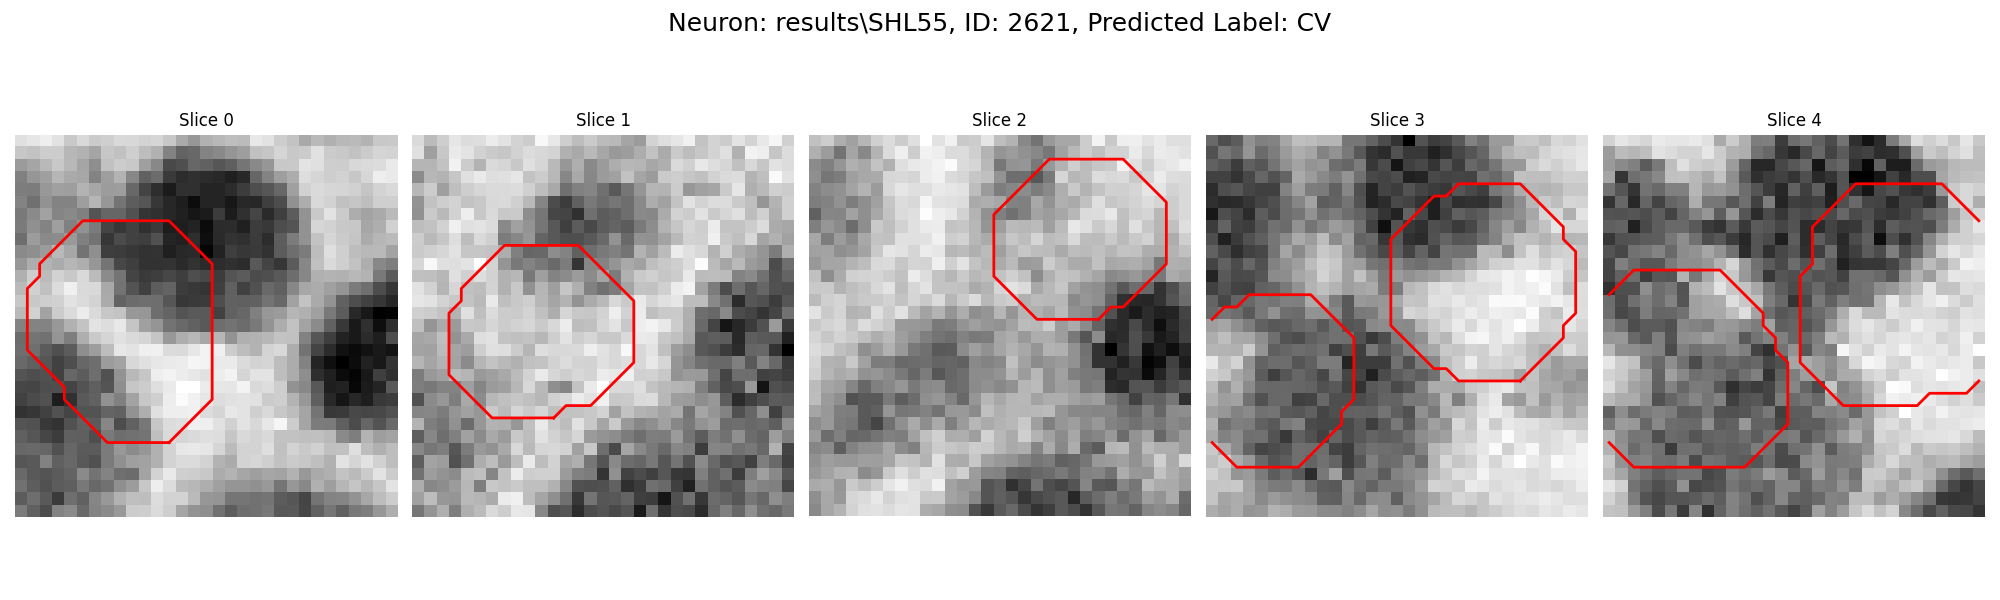 Neuron: results\SHL55, ID: 2621, Predicted Label: CV
Slice 0
Slice 1
Slice 2
Slice 3
Slice 4